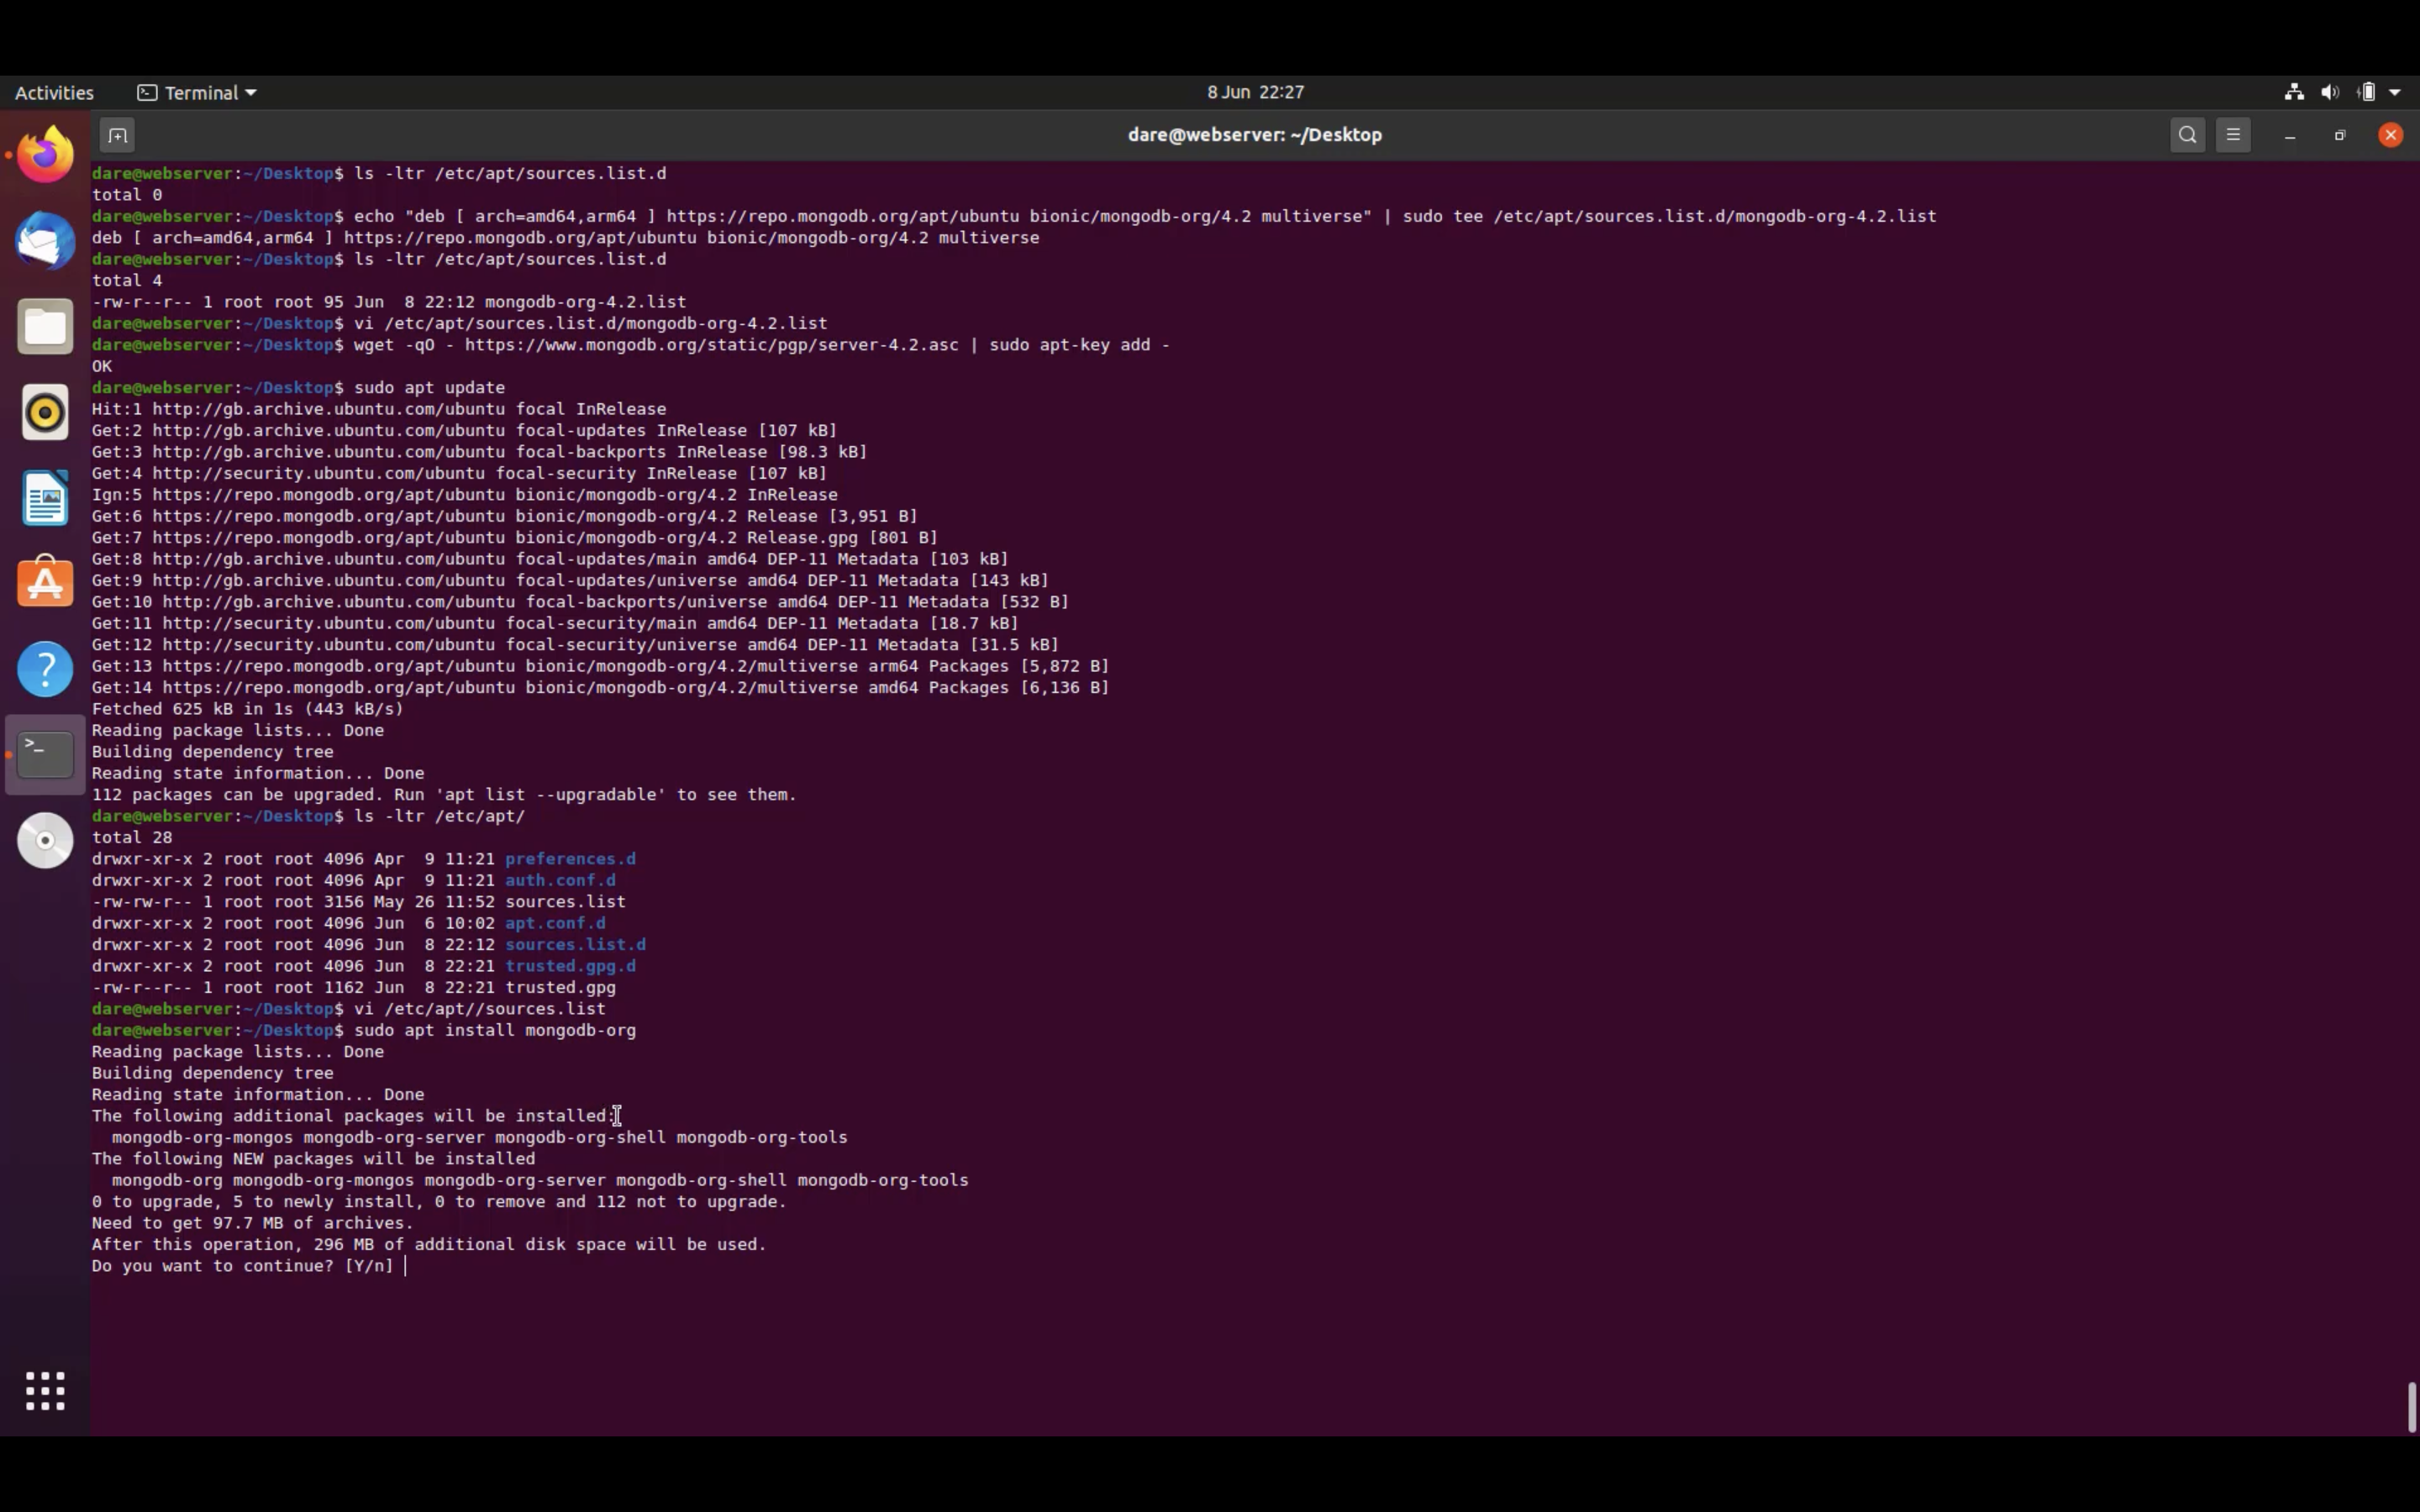 Activities
Terminal
8 Jun 22:27
dare@webserver: ~/Desktop
dare@webserver:~/Desktop$ ls -ltr /etc/apt/sources.list.d
total 0
dare@webserver:~/Desktop$ echo "deb [ arch=amd64,arm64 ] https://repo.mongodb.org/apt/ubuntu bionic/mongodb-org/4.2 multiverse" | sudo tee /etc/apt/sources.list.d/mongodb-org-4.2.list
deb [ arch=amd64,arm64 ] https://repo.mongodb.org/apt/ubuntu bionic/mongodb-org/4.2 multiverse
dare@webserver:~/Desktop$ ls -ltr /etc/apt/sources.list.d
total 4
-rw-r--r-- 1 root root 95 Jun  8 22:12 mongodb-org-4.2.list
dare@webserver:~/Desktop$ vi /etc/apt/sources.list.d/mongodb-org-4.2.list
dare@webserver:~/Desktop$ wget -qO - https://www.mongodb.org/static/pgp/server-4.2.asc | sudo apt-key add -
OK
dare@webserver:~/Desktop$ sudo apt update
Hit:1 http://gb.archive.ubuntu.com/ubuntu focal InRelease
Get:2 http://gb.archive.ubuntu.com/ubuntu focal-updates InRelease [107 kB]
Get:3 http://gb.archive.ubuntu.com/ubuntu focal-backports InRelease [98.3 kB]
Get:4 http://security.ubuntu.com/ubuntu focal-security InRelease [107 kB]
Ign:5 https://repo.mongodb.org/apt/ubuntu bionic/mongodb-org/4.2 InRelease
Get:6 https://repo.mongodb.org/apt/ubuntu bionic/mongodb-org/4.2 Release [3,951 B]
Get:7 https://repo.mongodb.org/apt/ubuntu bionic/mongodb-org/4.2 Release.gpg [801 B]
Get:8 http://gb.archive.ubuntu.com/ubuntu focal-updates/main amd64 DEP-11 Metadata [103 kB]
Get:9 http://gb.archive.ubuntu.com/ubuntu focal-updates/universe amd64 DEP-11 Metadata [143 kB]
Get:10 http://gb.archive.ubuntu.com/ubuntu focal-backports/universe amd64 DEP-11 Metadata [532 B]
Get:11 http://security.ubuntu.com/ubuntu focal-security/main amd64 DEP-11 Metadata [18.7 kB]
Get:12 http://security.ubuntu.com/ubuntu focal-security/universe amd64 DEP-11 Metadata [31.5 kB]
Get:13 https://repo.mongodb.org/apt/ubuntu bionic/mongodb-org/4.2/multiverse arm64 Packages [5,872 B]
Get:14 https://repo.mongodb.org/apt/ubuntu bionic/mongodb-org/4.2/multiverse amd64 Packages [6,136 B]
Fetched 625 kB in 1s (443 kB/s)
Reading package lists... Done
Building dependency tree
Reading state information... Done
112 packages can be upgraded. Run 'apt list --upgradable' to see them.
dare@webserver:~/Desktop$ ls -ltr /etc/apt/
total 28
drwxr-xr-x 2 root root 4096 Apr  9 11:21 preferences.d
drwxr-xr-x 2 root root 4096 Apr  9 11:21 auth.conf.d
-rw-rw-r-- 1 root root 3156 May 26 11:52 sources.list
drwxr-xr-x 2 root root 4096 Jun  6 10:02 apt.conf.d
drwxr-xr-x 2 root root 4096 Jun  8 22:12 sources.list.d
drwxr-xr-x 2 root root 4096 Jun  8 22:21 trusted.gpg.d
-rw-r--r-- 1 root root 1162 Jun  8 22:21 trusted.gpg
dare@webserver:~/Desktop$ vi /etc/apt//sources.list
dare@webserver:~/Desktop$ sudo apt install mongodb-org
Reading package lists... Done
Building dependency tree
Reading state information... Done
The following additional packages will be installed:
  mongodb-org-mongos mongodb-org-server mongodb-org-shell mongodb-org-tools
The following NEW packages will be installed
  mongodb-org mongodb-org-mongos mongodb-org-server mongodb-org-shell mongodb-org-tools
0 to upgrade, 5 to newly install, 0 to remove and 112 not to upgrade.
Need to get 97.7 MB of archives.
After this operation, 296 MB of additional disk space will be used.
Do you want to continue? [Y/n]